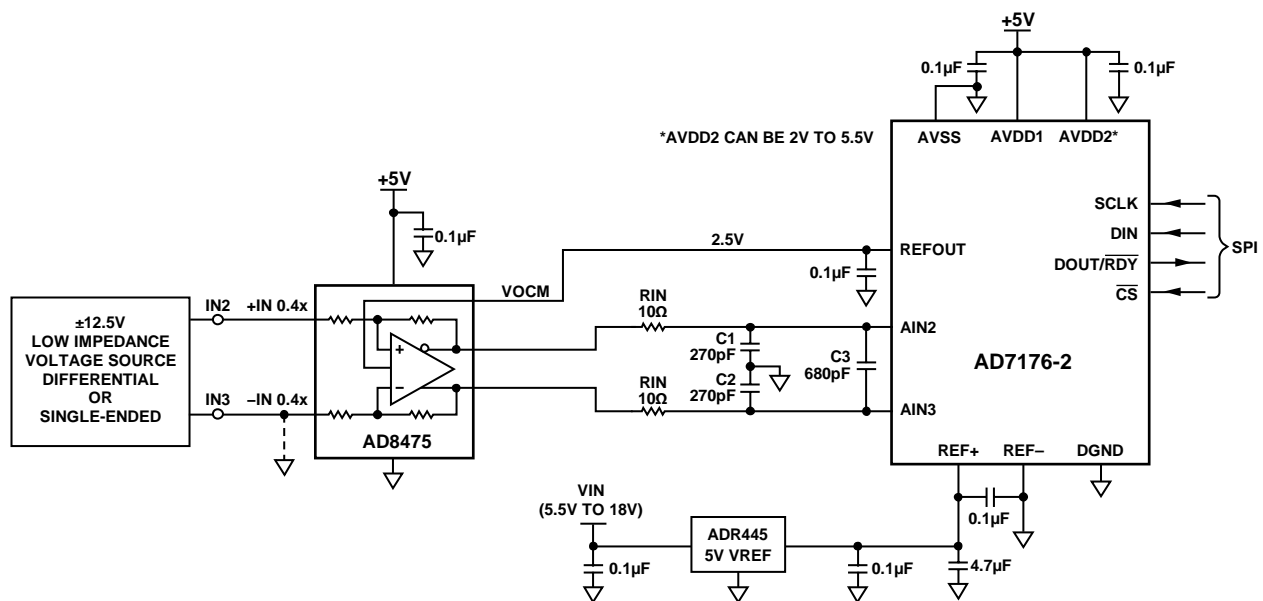 +5V
0.1µF
0.1µF
*AVDD2 CAN BE 2V TO 5.5V
AVSS
AVDD1
AVDD2*
+5V
0.1µF
2.5V
REFOUT
0.1µF
SCLK
DIN
DOUT/RDY
CS
SPI
±12.5V
LOW IMPEDANCE
VOLTAGE SOURCE
DIFFERENTIAL
OR
SINGLE-ENDED
IN2
+IN 0.4x
IN3
–IN 0.4x
VOCM
+
–
AD8475
RIN
10Ω
RIN
10Ω
C1
270pF
C2
270pF
C3
680pF
AIN2
AIN3
AD7176-2
REF+
REF–
DGND
0.1µF
VIN
(5.5V TO 18V)
0.1µF
ADR445
5V VREF
0.1µF
4.7µF